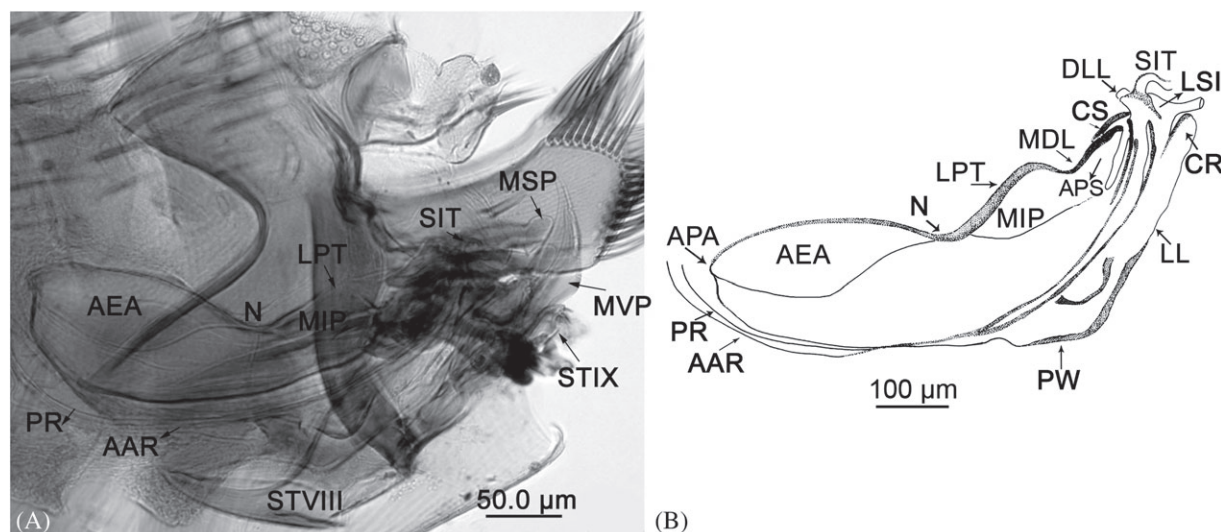 MSP
SIT
LPT
AEA
N
MIP
MVP
STIX
PR
AAR
STVIII
50.0 µm
(A)
SIT
DLL
LSI
CS
MDL
CR
LPT
APS
N
MIP
APA
AEA
LL
PR
AAR
PW
100 µm
(B)